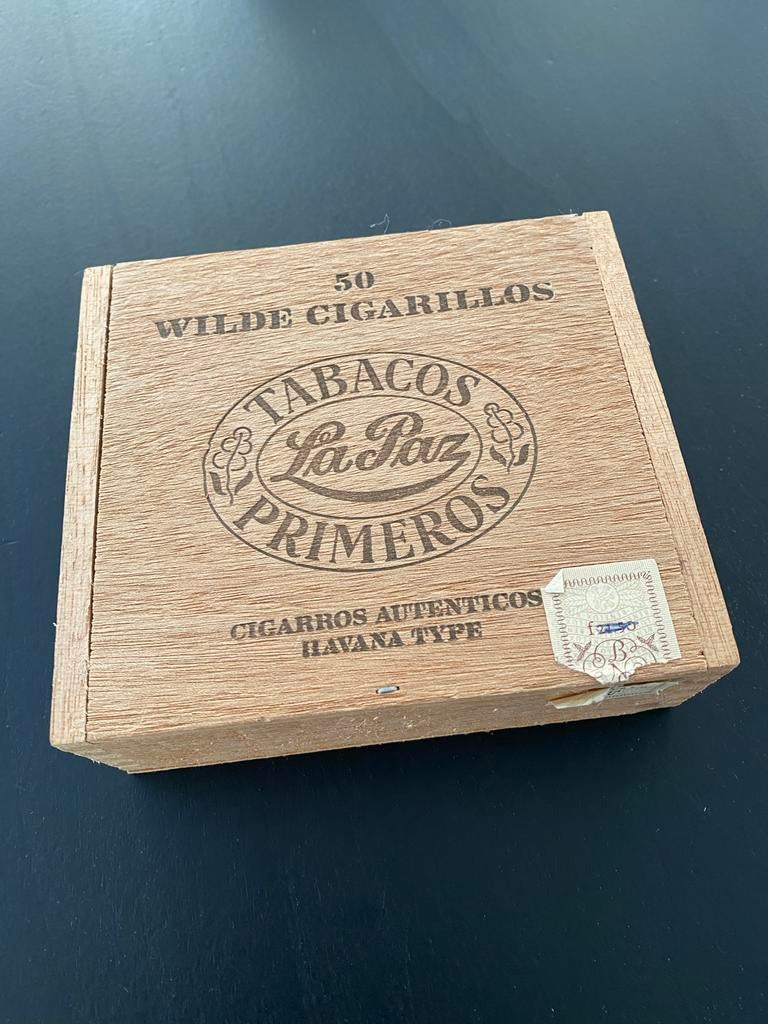 50
WILDE CIGARILLOS
TABACOS
La Paz
PRIMEROS
CIGARROS AUTENTICOS
HAVANA TYPE
B